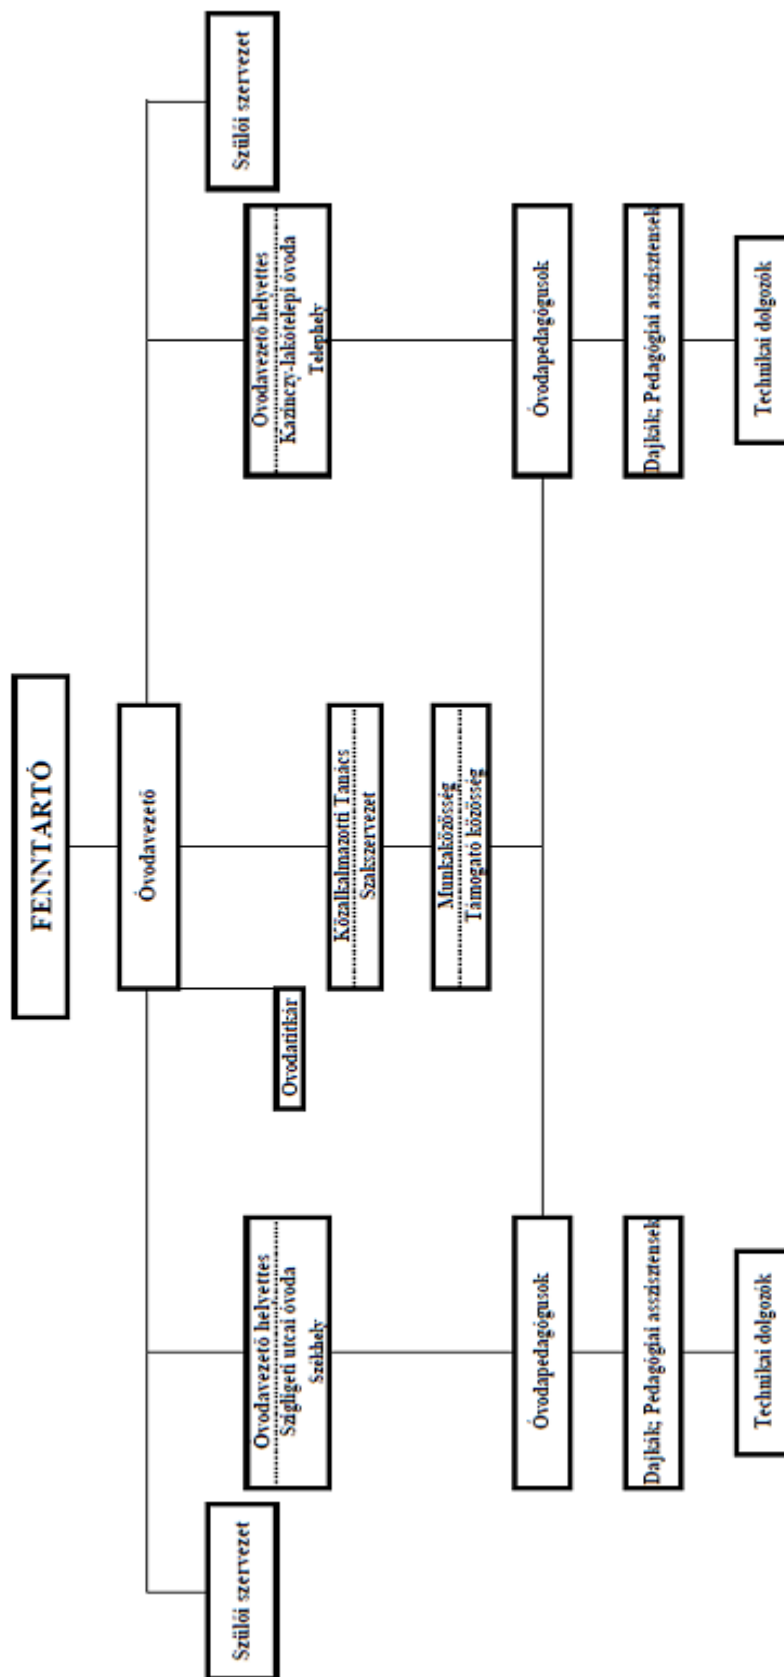 FENNTARTÓ
Óvodavezető
Szülői szervezet
Szülői szervezet
Óvodavezető helyettes
Szigligeti utcai óvoda
Székhely
Ovodatitkár
Óvodavezető helyettes
Kazinczy-lakótelepi óvoda
Telephely
Közalkalmazotti Tanács
Szakszervezet
Munkaközösség
Támogató közösség
Óvodapedagógusok
Óvodapedagógusok
Dajkák; Pedagógiai asszisztensek
Dajkák; Pedagógiai asszisztensek
Technikai dolgozók
Technikai dolgozók